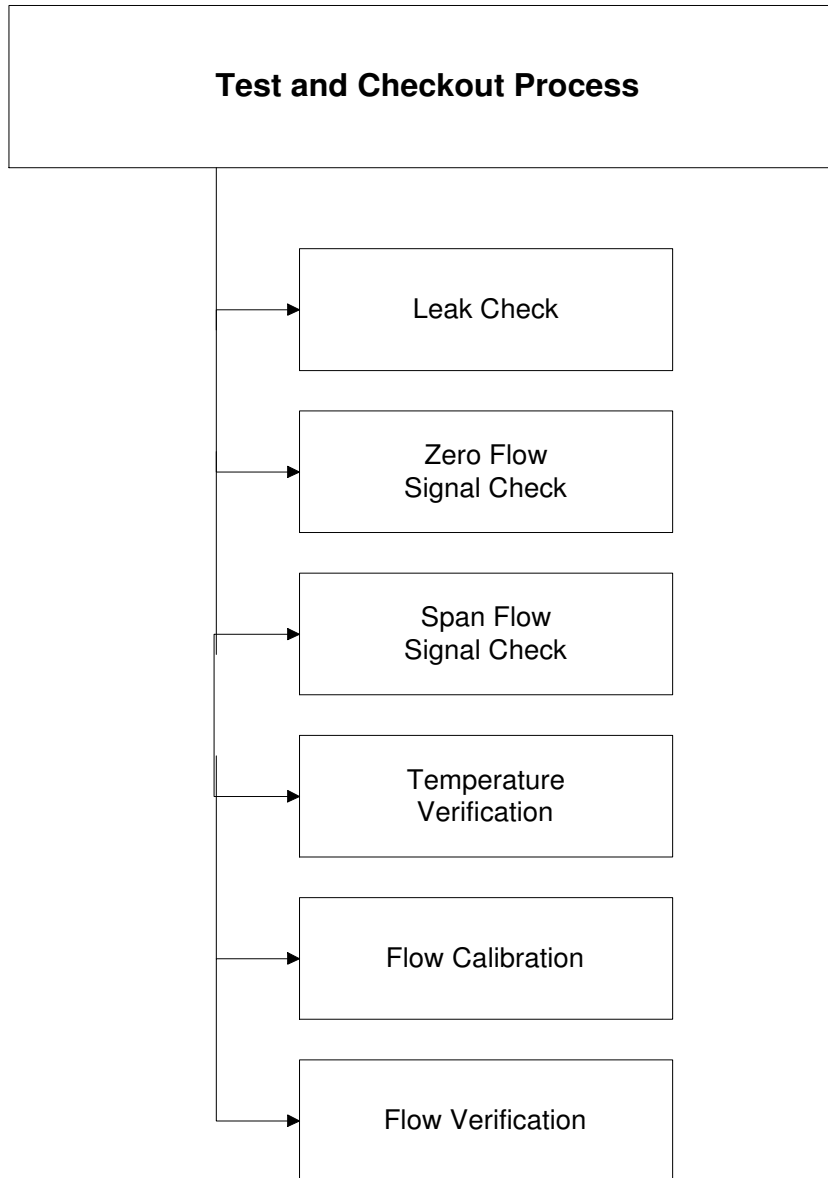 Test and Checkout Process
Leak Check
Zero Flow
Signal Check
Span Flow
Signal Check
Temperature
Verification
Flow Calibration
Flow Verification